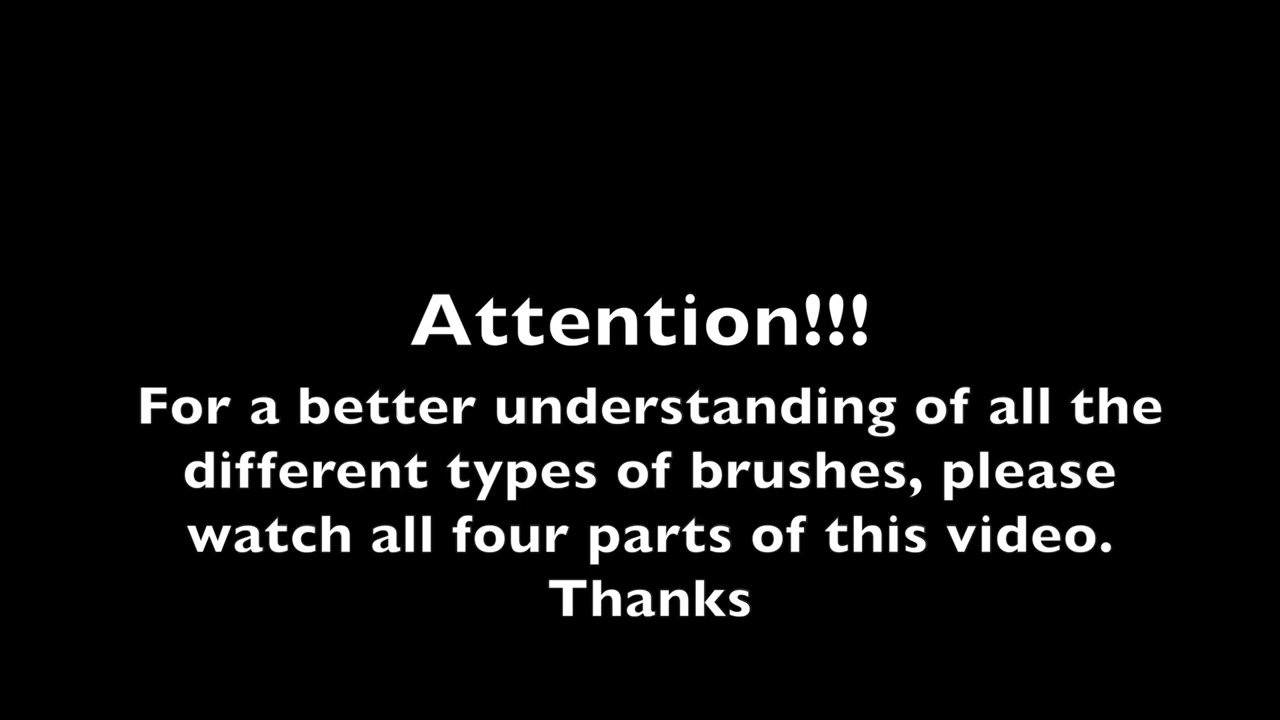 Attention!!!
For a better understanding of all the
different types of brushes, please
watch all four parts of this video.
Thanks